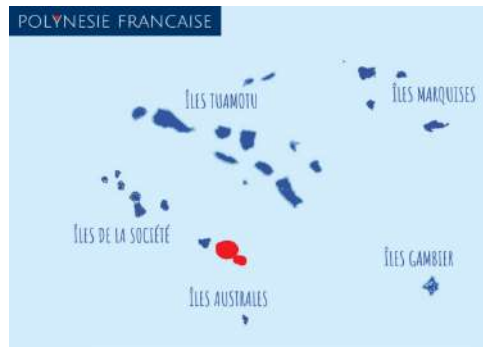 POLYNESIE FRANCAISE
ÎLES TUAMOTU
ÎLES MARQUISES
ÎLES DE LA SOCIÉTÉ
ÎLES GAMBIER
ÎLES AUSTRALES